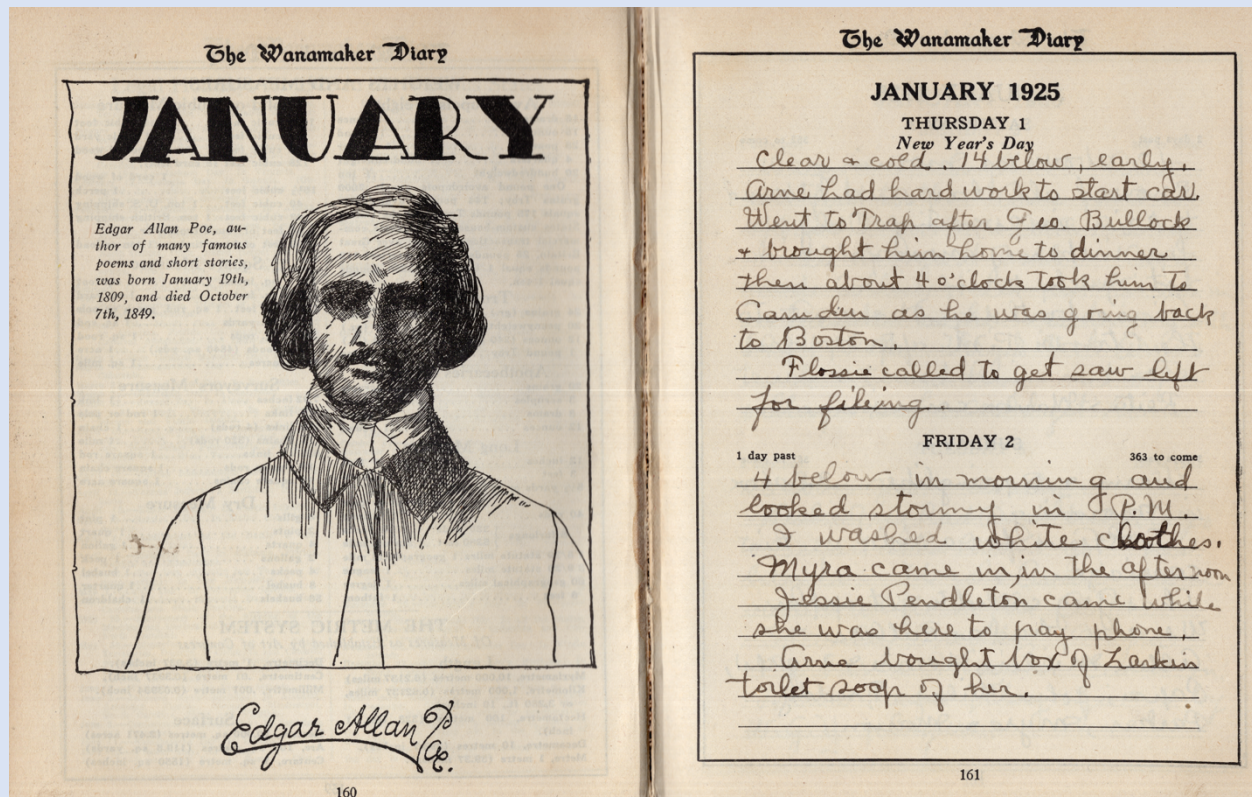 The Wanamaker Diary
JANUARY
Edgar Allan Poe, au-
thor of many famous
poems and short stories,
was born January 19th,
1809, and died October
7th, 1849.
Edgar Allan Poe.
160
The Wanamaker Diary
JANUARY 1925
THURSDAY 1
New Year's Day
Clear & cold. 14 below, early.
Arne had hard work to start car.
Went to Trap after Geo. Bullock
& brought him home to dinner
then about 4 o'clock took him to
Camden as he was going back
to Boston.
Flossie called to get saw left
for filing.
FRIDAY 2
1 day past 363 to come
4 below in morning and
looked stormy in P.M.
I washed white clothes.
Myra came in, in the afternoon
Jessie Pendleton came while
she was here to pay phone.
Arne bought box of Larkin
toilet soap of her.
161